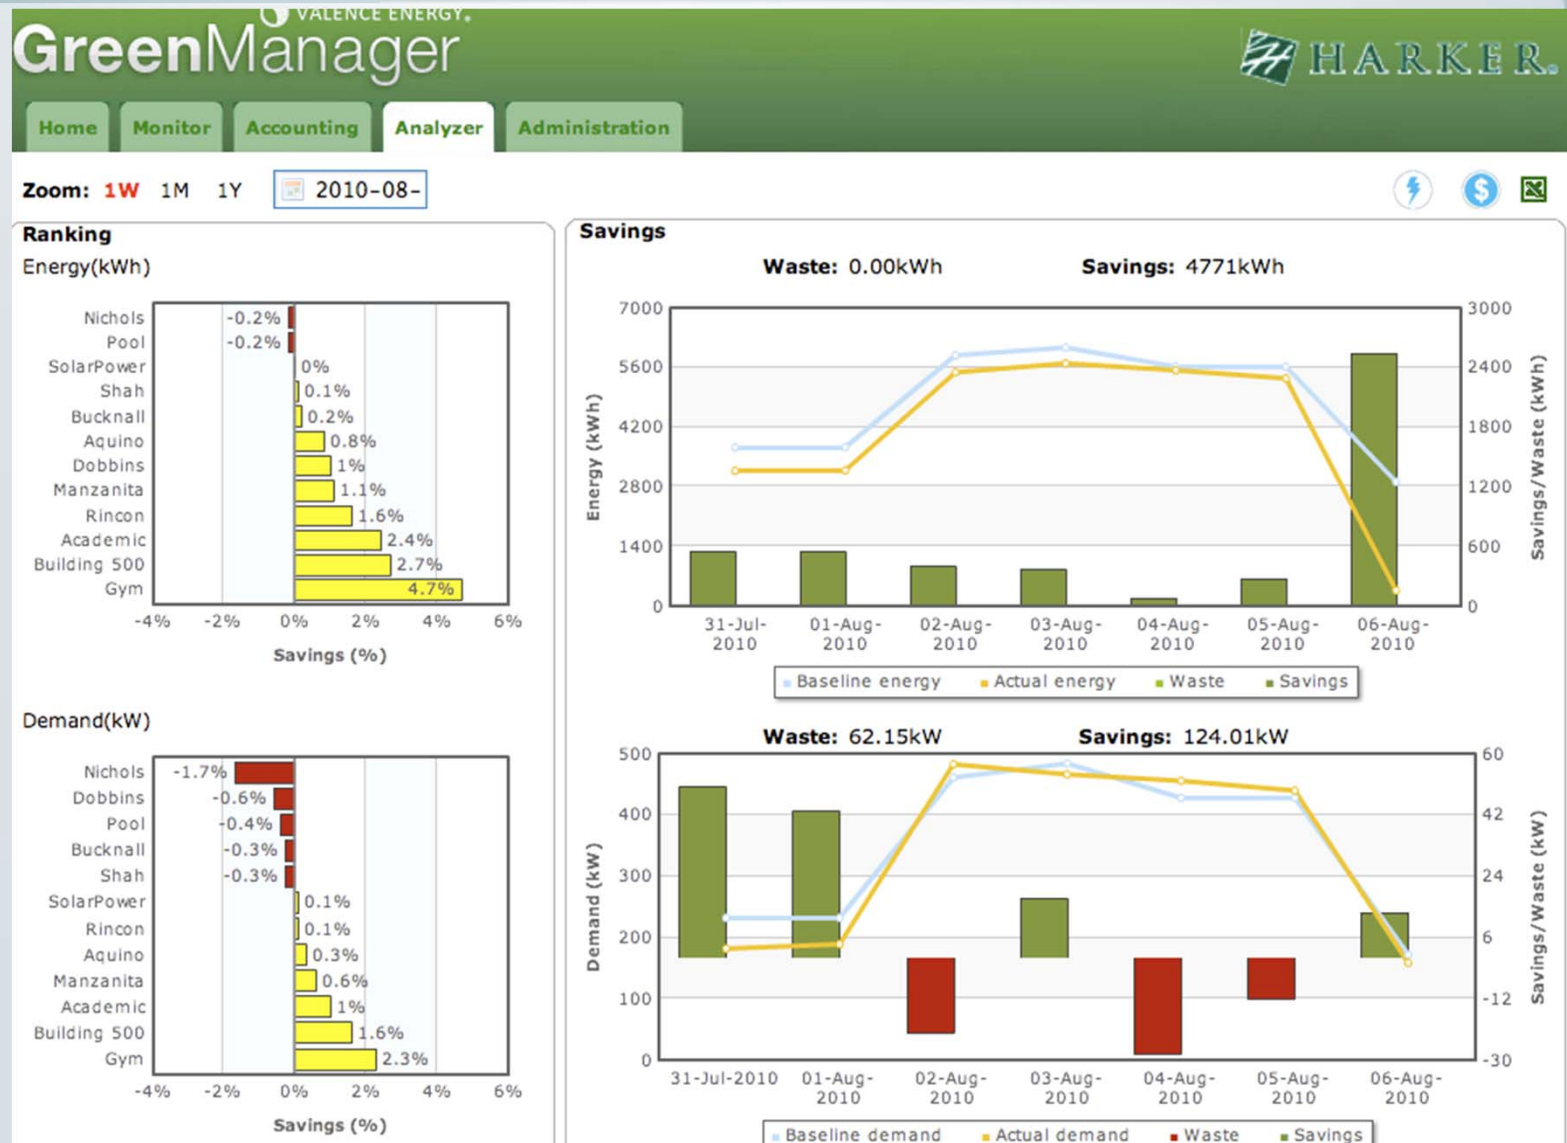 VALENCE ENERGY.
GreenManager
HARKER.
Home Monitor Accounting Analyzer Administration
Zoom: 1W 1M 1Y 2010-08-
Ranking
Energy(kWh)
Nichols -0.2%
Pool -0.2%
SolarPower 0%
Shah 0.1%
Bucknall 0.2%
Aquino 0.8%
Dobbins 1%
Manzanita 1.1%
Rincon 1.6%
Academic 2.4%
Building 500 2.7%
Gym 4.7%
-4% -2% 0% 2% 4% 6%
Savings (%)
Demand(kW)
Nichols -1.7%
Dobbins -0.6%
Pool -0.4%
Bucknall -0.3%
Shah -0.3%
SolarPower 0.1%
Rincon 0.1%
Aquino 0.3%
Manzanita 0.6%
Academic 1%
Building 500 1.6%
Gym 2.3%
-4% -2% 0% 2% 4% 6%
Savings (%)
Savings
Waste: 0.00kWh Savings: 4771kWh
7000 3000
5600 2400
4200 1800
2800 1200
1400 600
0 0
Energy (kWh)
Savings/Waste (kWh)
31-Jul- 01-Aug- 02-Aug- 03-Aug- 04-Aug- 05-Aug- 06-Aug-
2010 2010 2010 2010 2010 2010 2010
Baseline energy Actual energy Waste Savings
Waste: 62.15kW Savings: 124.01kW
500 60
400 42
300 24
200 6
100 -12
0 -30
Demand (kW)
Savings/Waste (kW)
31-Jul-2010 01-Aug- 02-Aug- 03-Aug- 04-Aug- 05-Aug- 06-Aug-
2010 2010 2010 2010 2010 2010
Baseline demand Actual demand Waste Savings